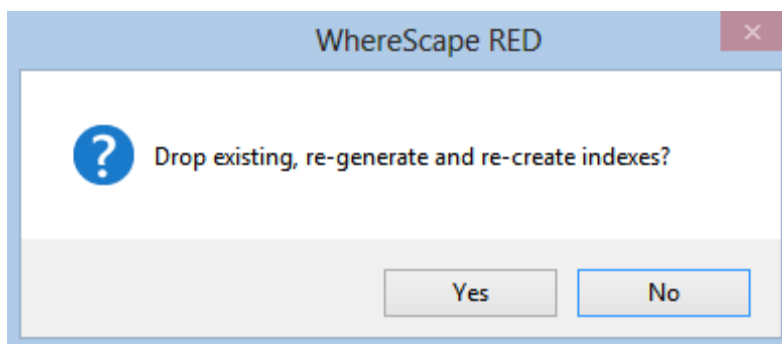 WhereScape RED
Drop existing, re-generate and re-create indexes?
Yes No